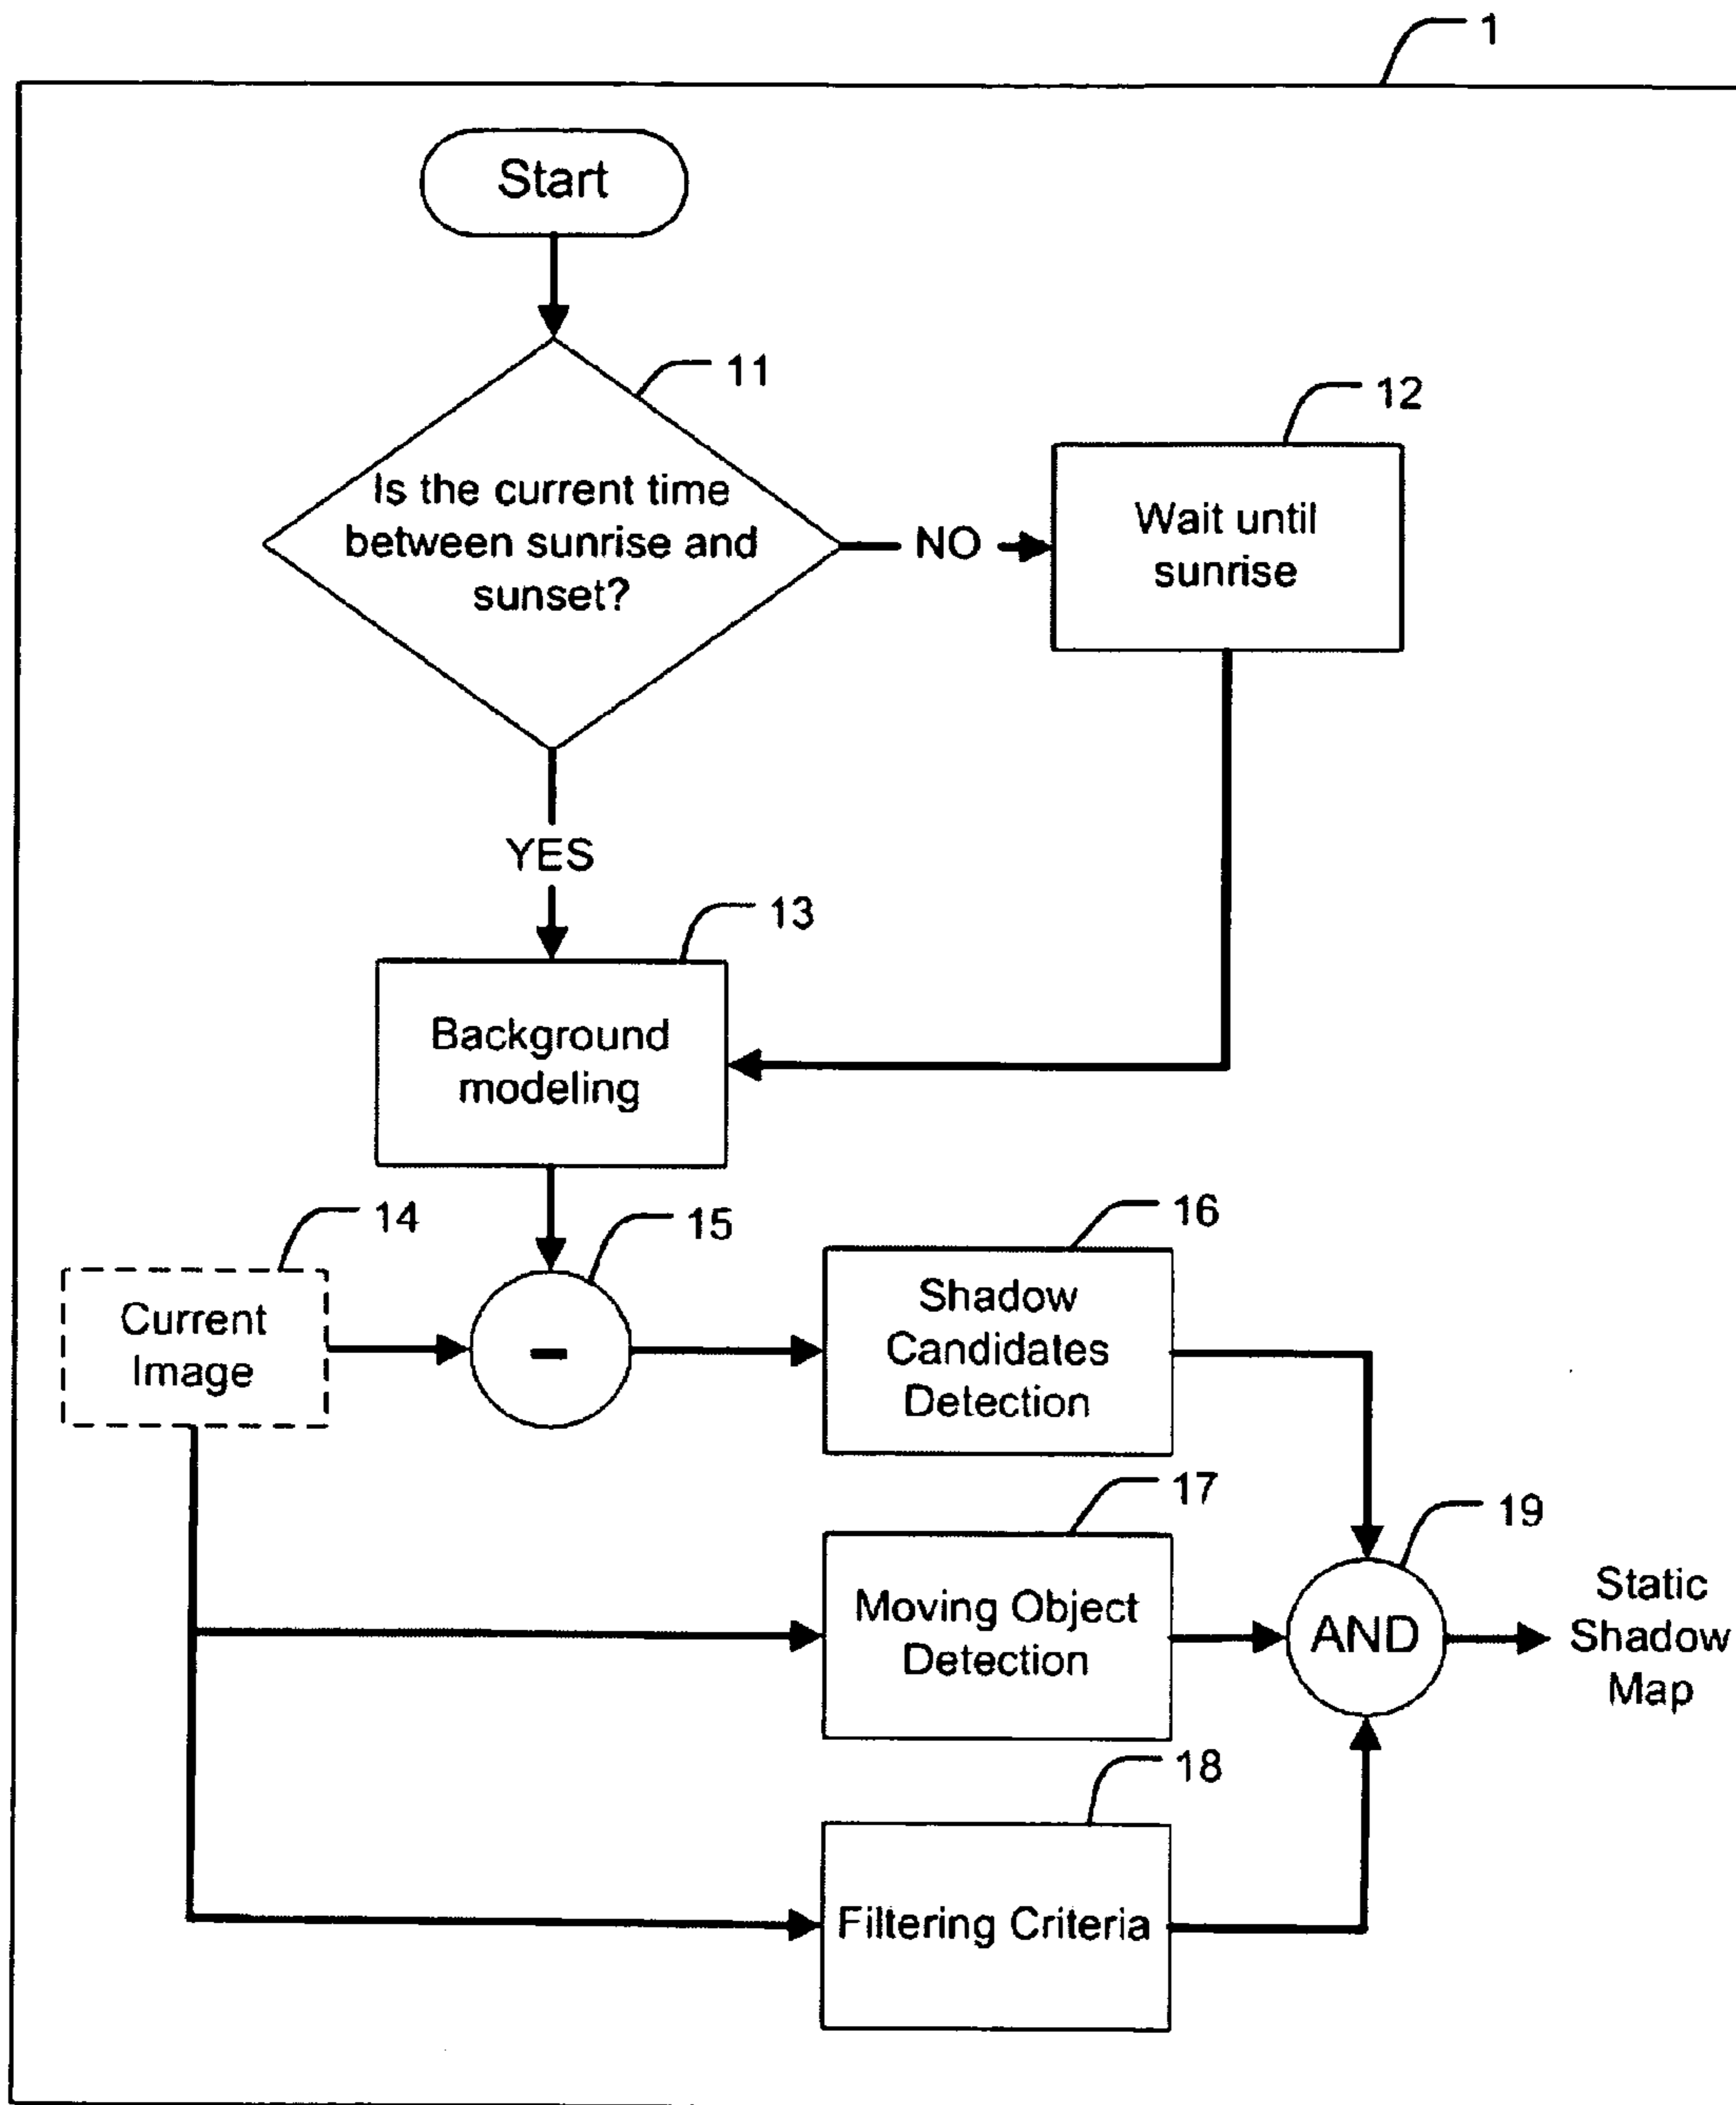 1
Start
11
Is the current time
between sunrise and
sunset?
NO
12
Wait until
sunrise
YES
13
Background
modeling
14
Current
Image
15
-
16
Shadow
Candidates
Detection
17
Moving Object
Detection
18
Filtering Criteria
19
AND
Static
Shadow
Map